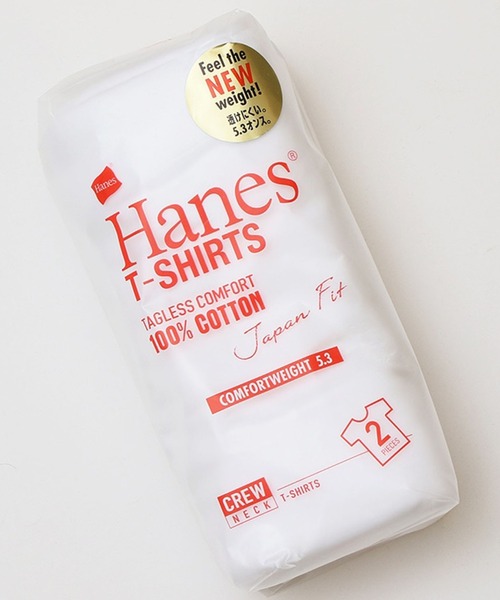 Feel the
NEW
weight!
透けにくい。
5.3オンス。
Hanes
Hanes®
T-SHIRTS
TAGLESS COMFORT
100% COTTON
Japan Fit
COMFORTWEIGHT 5.3
2
PIECES
CREW
NECK
T-SHIRTS